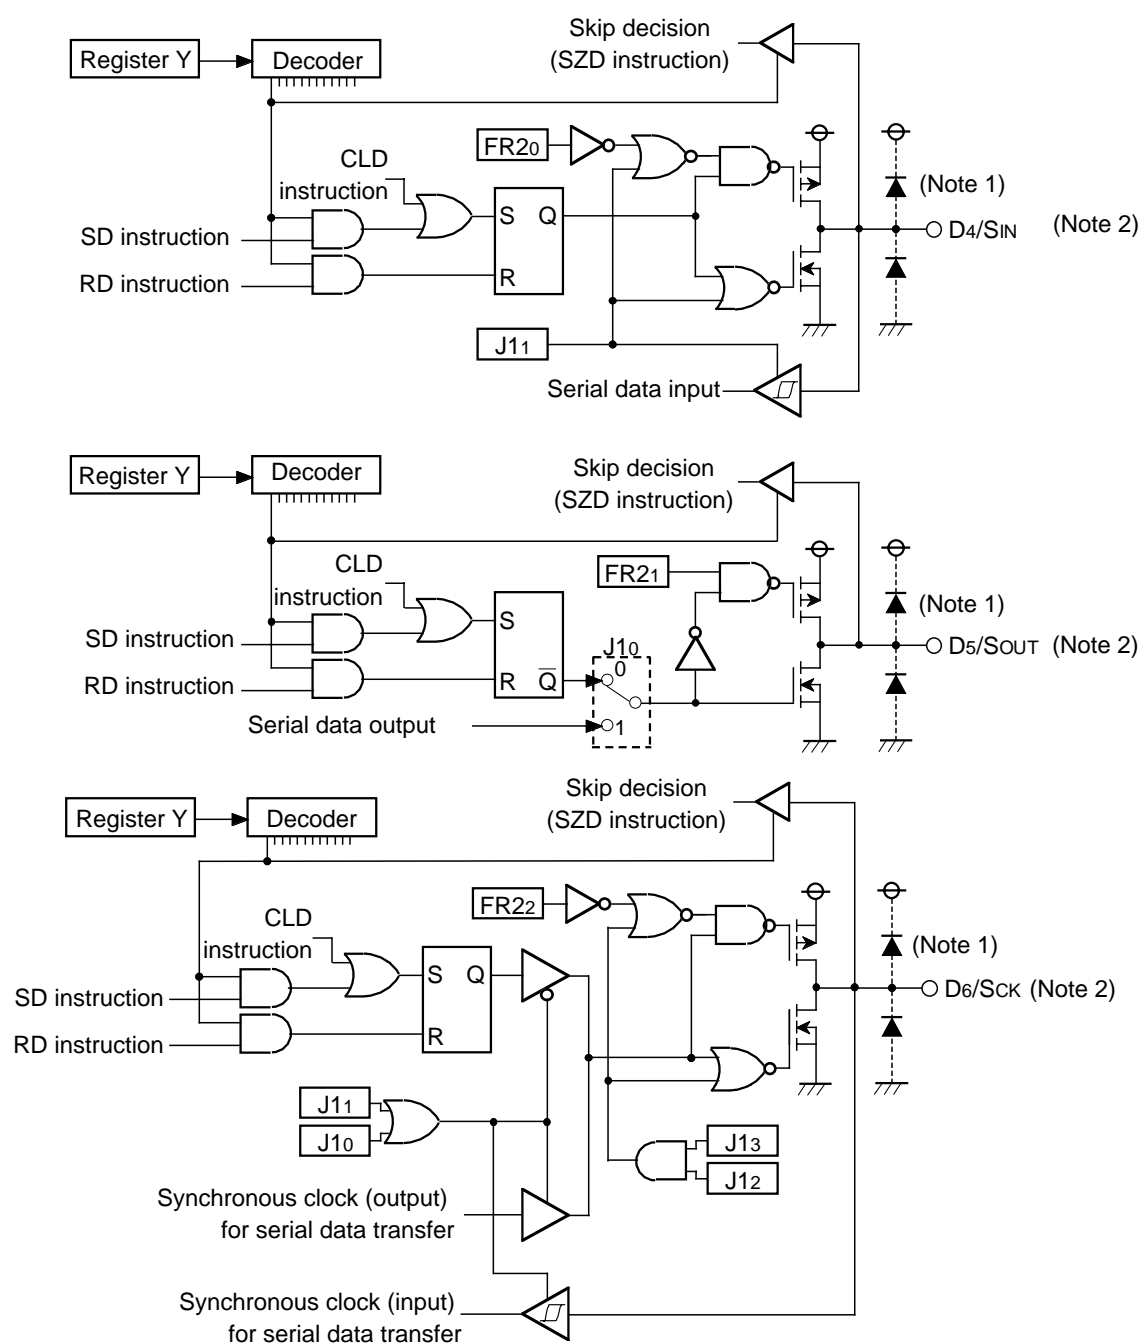 Skip decision
(SZD instruction)
Register Y
Decoder
FR20
CLD
instruction
S
Q
R
(Note 1)
D4/SIN
(Note 2)
SD instruction
RD instruction
J11
Serial data input
Skip decision
(SZD instruction)
Register Y
Decoder
FR21
CLD
instruction
S
R
Q
(Note 1)
D5/SOUT (Note 2)
SD instruction
RD instruction
J10
0
1
Serial data output
Skip decision
(SZD instruction)
Register Y
Decoder
FR22
CLD
instruction
S
Q
R
(Note 1)
D6/SCK (Note 2)
SD instruction
RD instruction
J11
J10
J13
J12
Synchronous clock (output)
for serial data transfer
Synchronous clock (input)
for serial data transfer